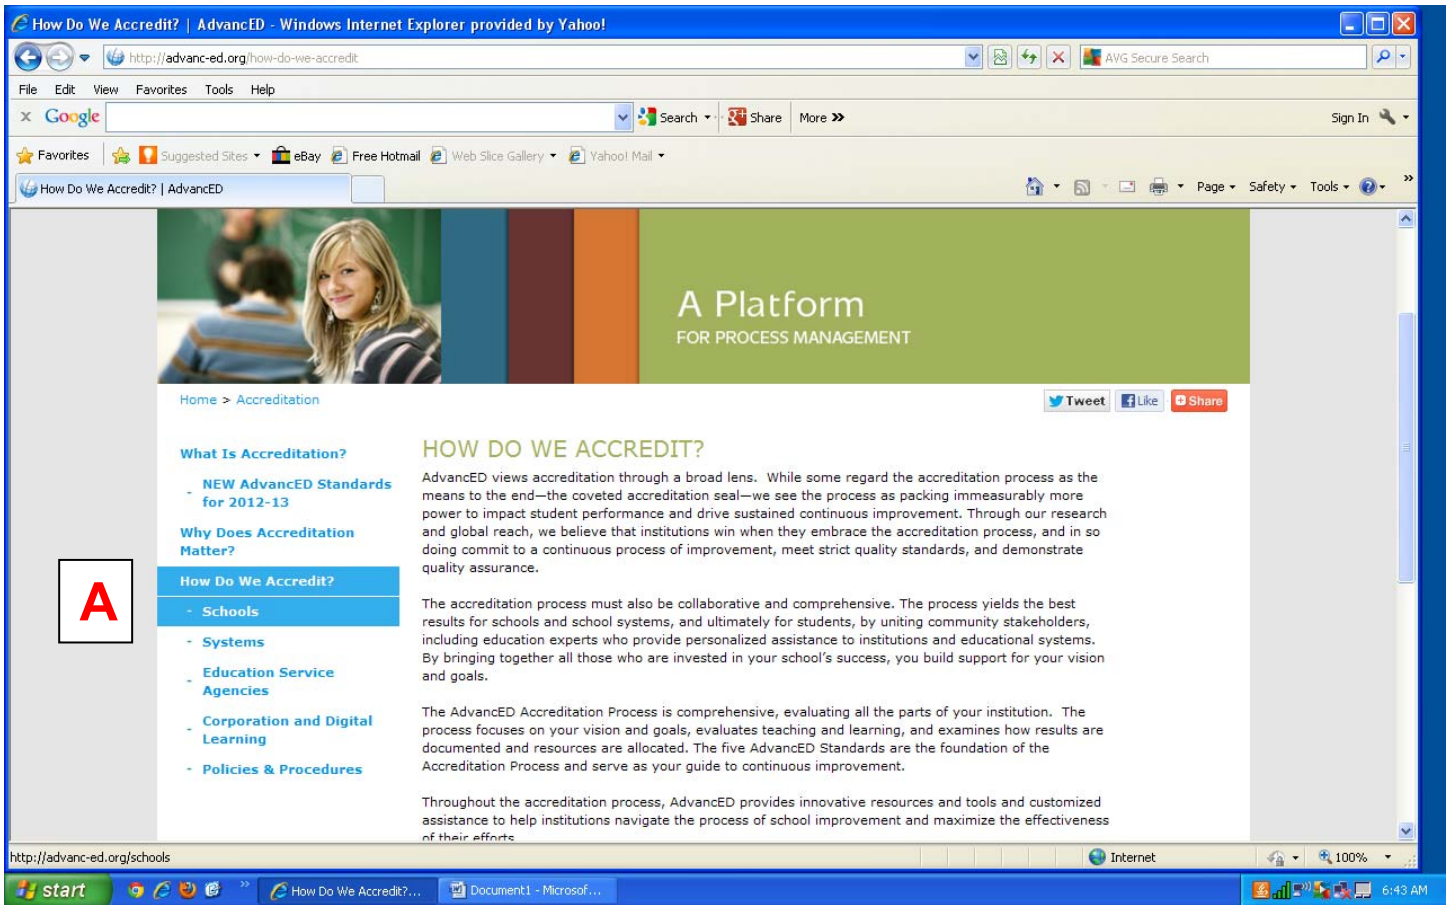 How Do We Accredit? | AdvancED - Windows Internet Explorer provided by Yahoo!
http://advanc-ed.org/how-do-we-accredit
AVG Secure Search
File Edit View Favorites Tools Help
x Google Search Share More » Sign In
Favorites Suggested Sites eBay Free Hotmail Web Slice Gallery Yahoo! Mail
How Do We Accredit? | AdvancED
Page Safety Tools »
A Platform
FOR PROCESS MANAGEMENT
Home > Accreditation
Tweet Like Share
What Is Accreditation?
- NEW AdvancED Standards
for 2012-13
Why Does Accreditation
Matter?
How Do We Accredit?
A
- Schools
- Systems
- Education Service
Agencies
- Corporation and Digital
Learning
- Policies & Procedures
HOW DO WE ACCREDIT?
AdvancED views accreditation through a broad lens. While some regard the accreditation process as the
means to the end—the coveted accreditation seal—we see the process as packing immeasurably more
power to impact student performance and drive sustained continuous improvement. Through our research
and global reach, we believe that institutions win when they embrace the accreditation process, and in so
doing commit to a continuous process of improvement, meet strict quality standards, and demonstrate
quality assurance.
The accreditation process must also be collaborative and comprehensive. The process yields the best
results for schools and school systems, and ultimately for students, by uniting community stakeholders,
including education experts who provide personalized assistance to institutions and educational systems.
By bringing together all those who are invested in your school's success, you build support for your vision
and goals.
The AdvancED Accreditation Process is comprehensive, evaluating all the parts of your institution. The
process focuses on your vision and goals, evaluates teaching and learning, and examines how results are
documented and resources are allocated. The five AdvancED Standards are the foundation of the
Accreditation Process and serve as your guide to continuous improvement.
Throughout the accreditation process, AdvancED provides innovative resources and tools and customized
assistance to help institutions navigate the process of school improvement and maximize the effectiveness
of their efforts
http://advanc-ed.org/schools
Internet
100%
start
»
How Do We Accredit?...
Document1 - Microsof...
6:43 AM